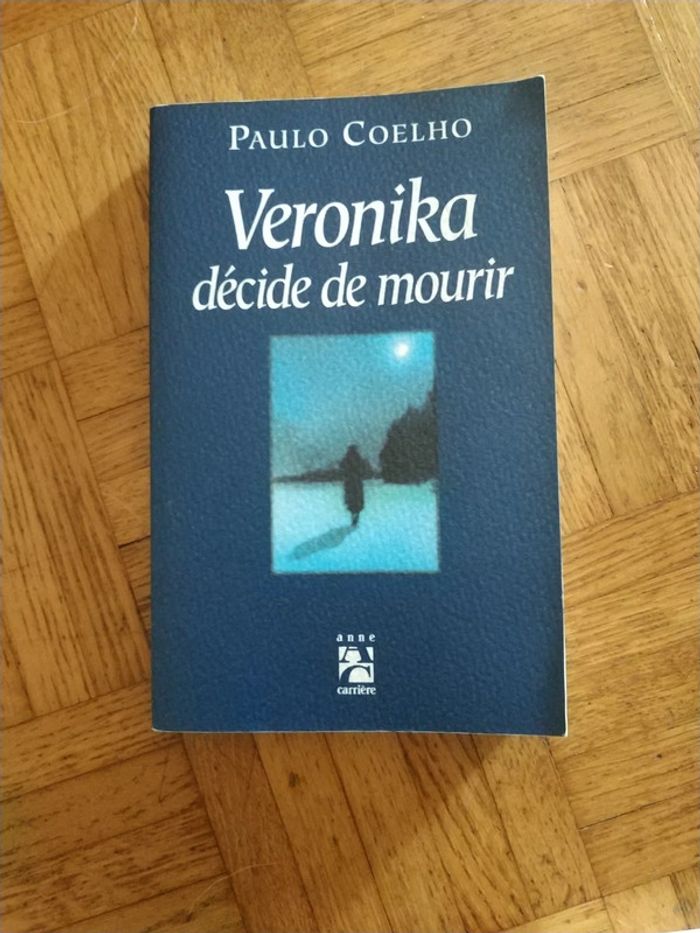 PAULO COELHO
Veronika
décide de mourir
anne
carrière